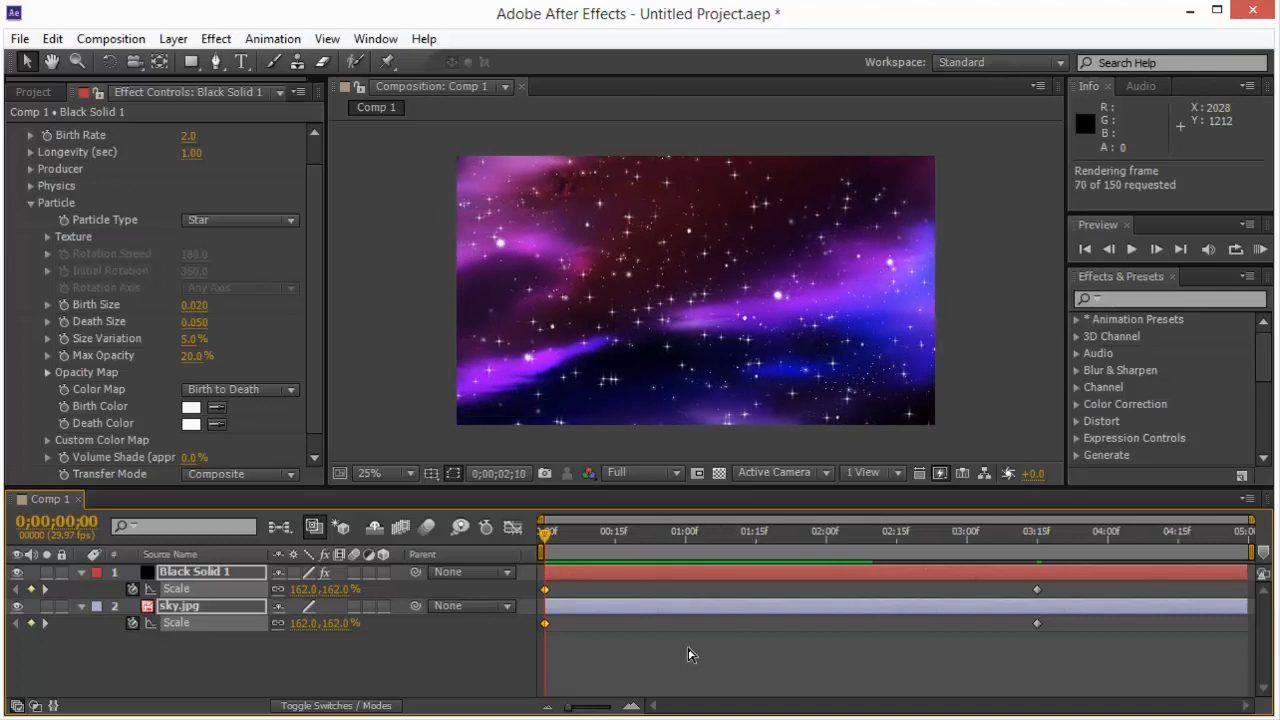 Ae Adobe After Effects - Untitled Project.aep *
File Edit Composition Layer Effect Animation View Window Help
Workspace: Standard Search Help
Project Effect Controls: Black Solid 1 Composition: Comp 1 Info Audio
Comp 1 • Black Solid 1 Comp 1
R:
G:
B:
A: 0
X: 2028
Y: 1212
Rendering frame
70 of 150 requested
Birth Rate 2.0
Longevity (sec) 1.00
Producer
Physics
Particle
Particle Type Star
Texture
Rotation Speed 180.0
Initial Rotation 360.0
Rotation Axis Any Axis
Birth Size 0.020
Death Size 0.050
Size Variation 5.0 %
Max Opacity 20.0 %
Opacity Map
Color Map Birth to Death
Birth Color
Death Color
Custom Color Map
Volume Shade (appr 0.0 %
Transfer Mode Composite
Preview
Effects & Presets
* Animation Presets
3D Channel
Audio
Blur & Sharpen
Channel
Color Correction
Distort
Expression Controls
Generate
25% 0;00;02;10 Full Active Camera 1 View +0.0
Comp 1
0;00;00;00
00000 (29.97 fps)
00:15f 01:00f 01:15f 02:00f 02:15f 03:00f 03:15f 04:00f 04:15f 05:0
# Source Name fx Parent
1 Black Solid 1 fx None
Scale 162.0,162.0 %
2 sky.jpg None
Scale 162.0,162.0 %
Toggle Switches / Modes